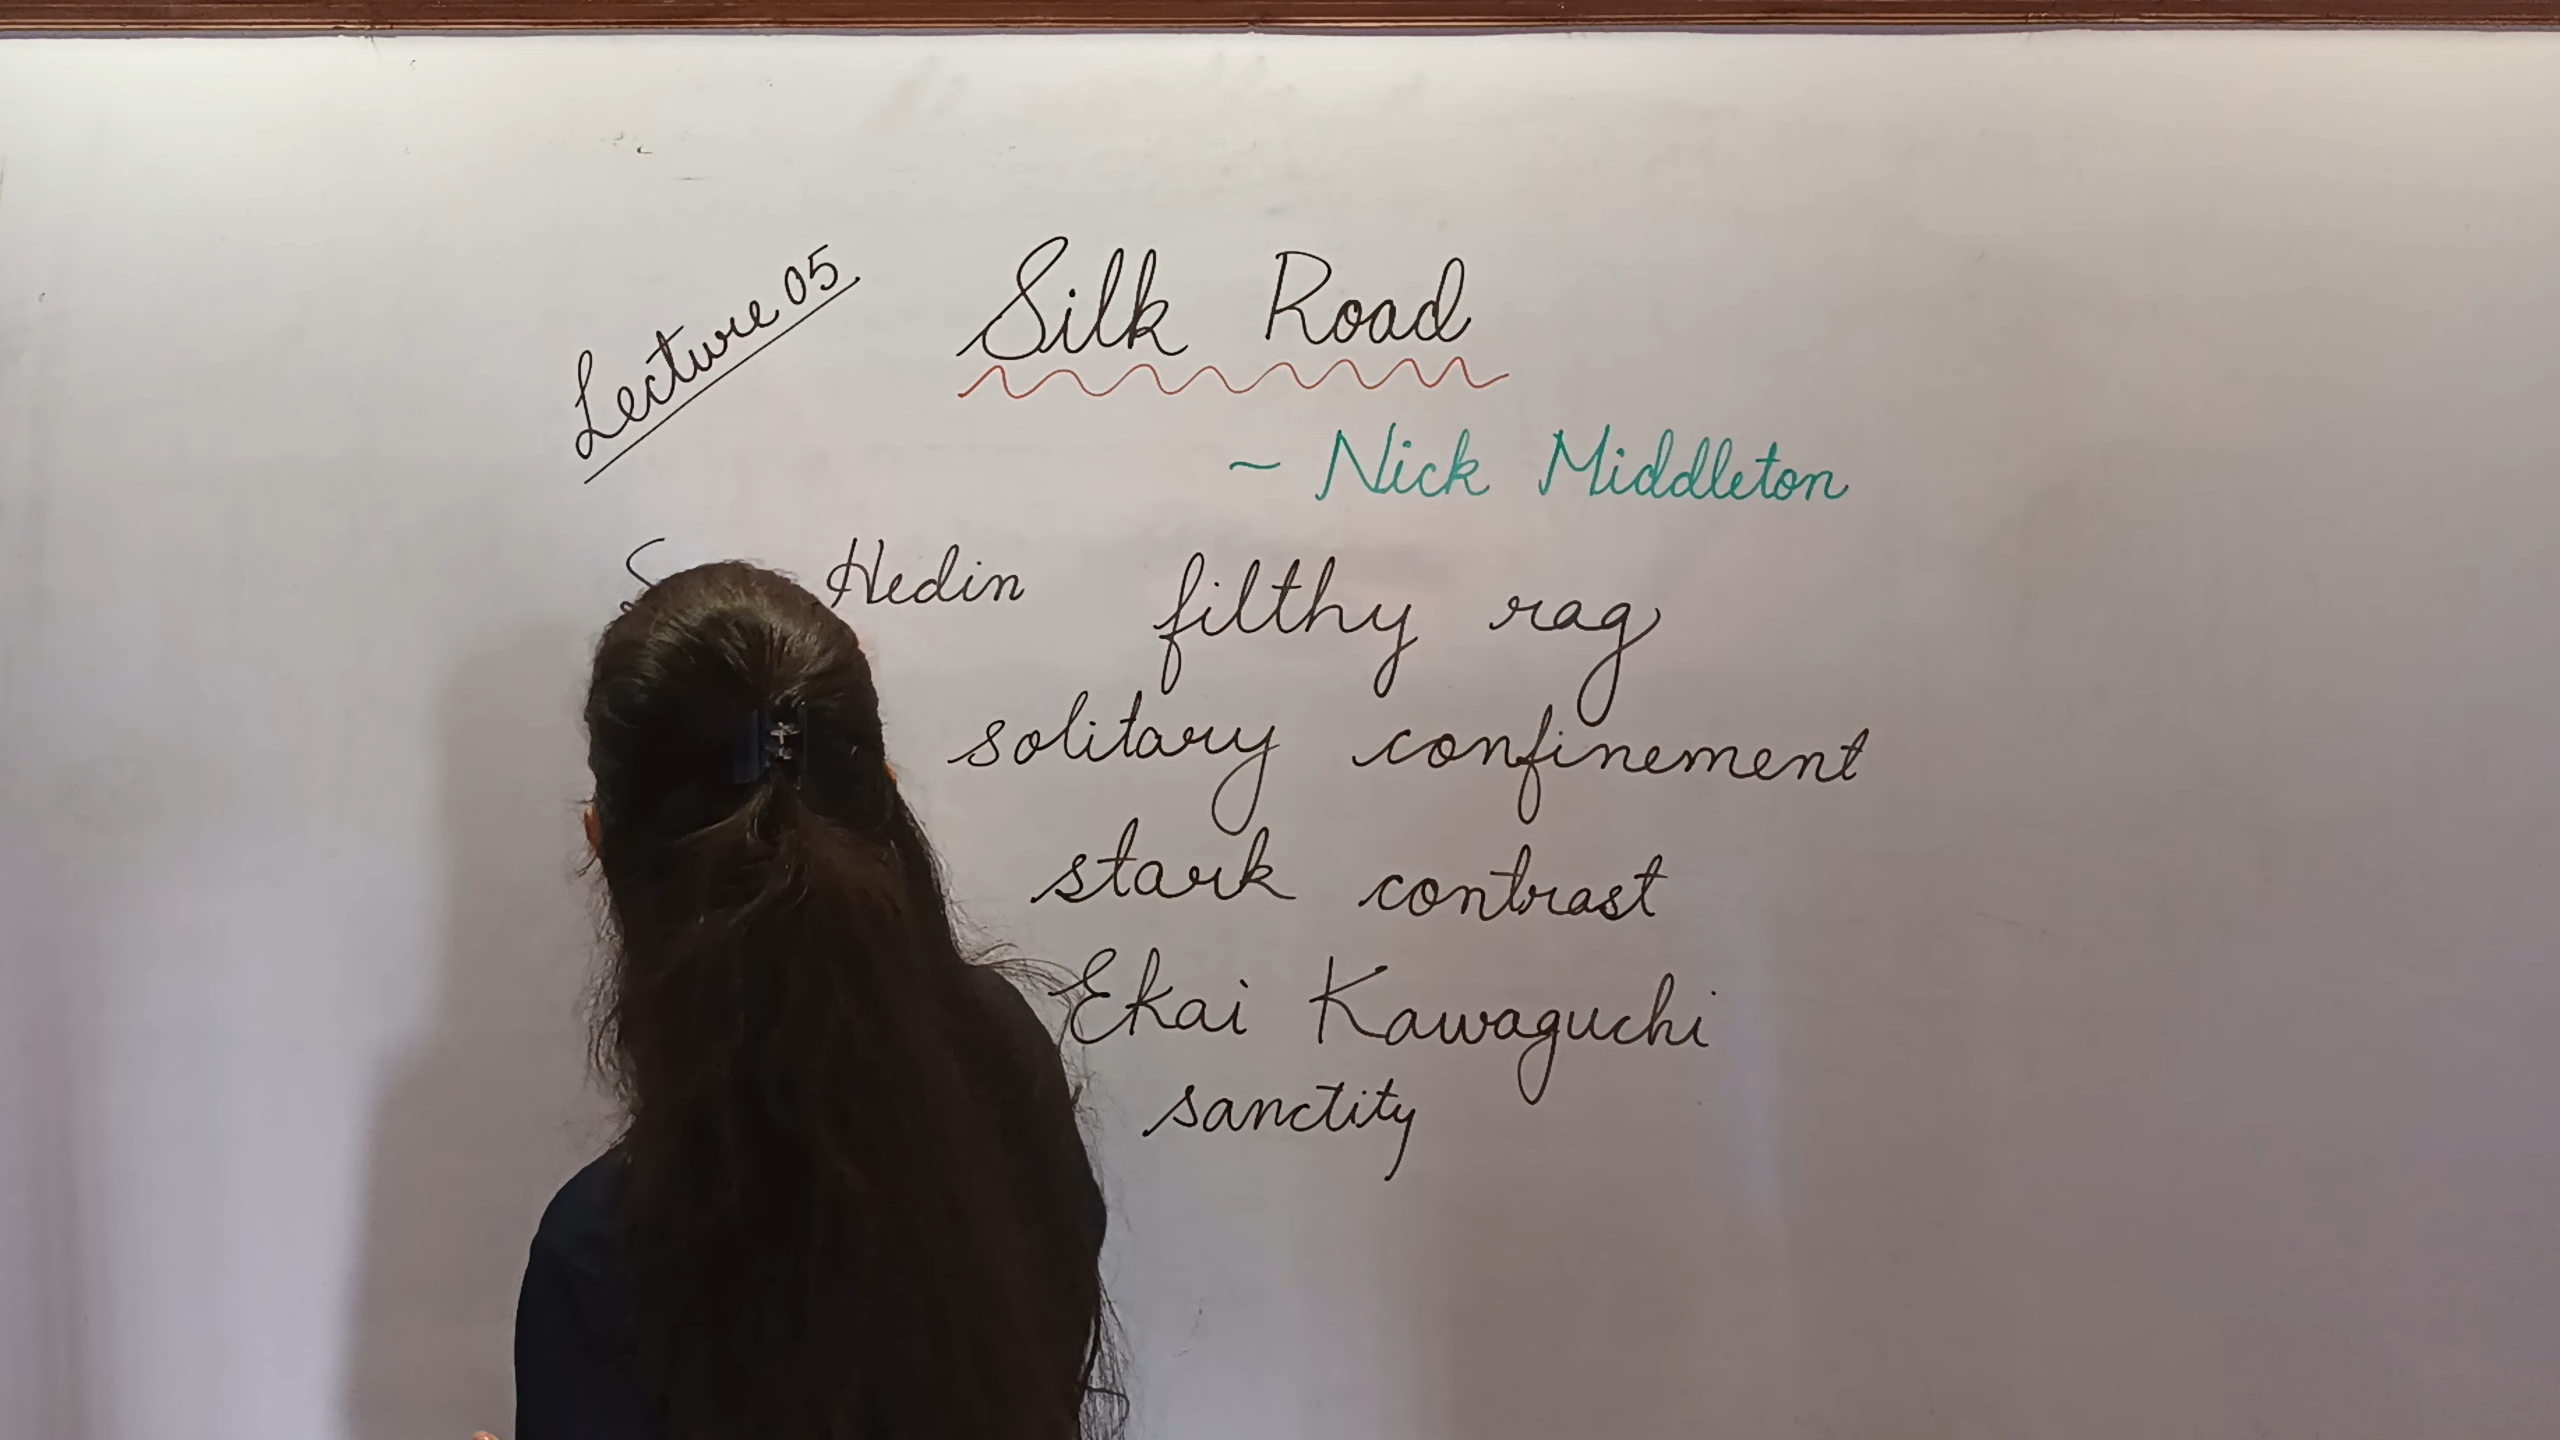 Lecture 05
Silk Road
~ Nick Middleton
Hedin
filthy rag
solitary confinement
stark contrast
Ekai Kawaguchi
sanctity